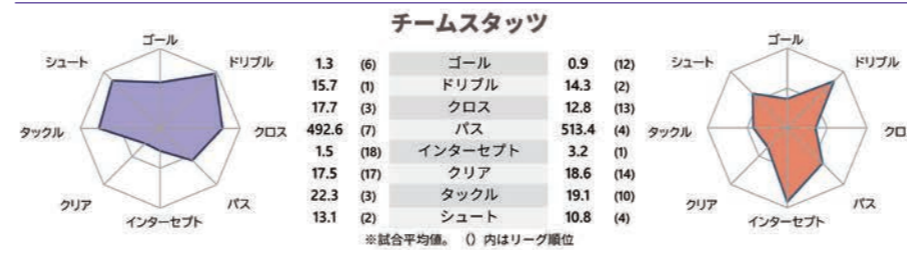 チームスタッツ
ゴール
シュート
ドリブル
タックル
クロス
クリア
パス
インターセプト
1.3 (6) ゴール 0.9 (12)
15.7 (1) ドリブル 14.3 (2)
17.7 (3) クロス 12.8 (13)
492.6 (7) パス 513.4 (4)
1.5 (18) インターセプト 3.2 (1)
17.5 (17) クリア 18.6 (14)
22.3 (3) タックル 19.1 (10)
13.1 (2) シュート 10.8 (4)
※試合平均値。 () 内はリーグ順位
ゴール
シュート
ドリブル
タックル
クロ
クリア
パス
インターセプト